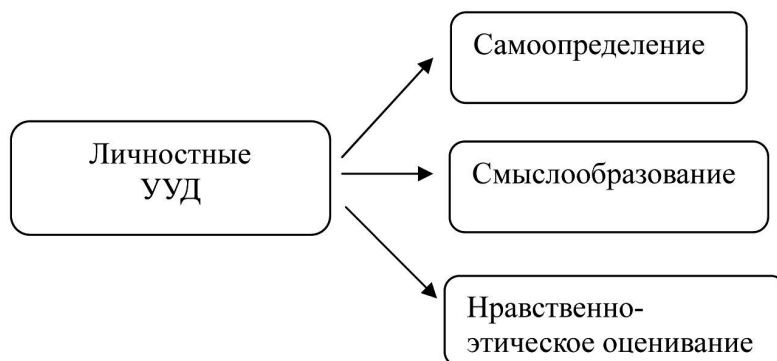 Личностные
УУД
Самоопределение
Смыслообразование
Нравственно-
этическое оценивание